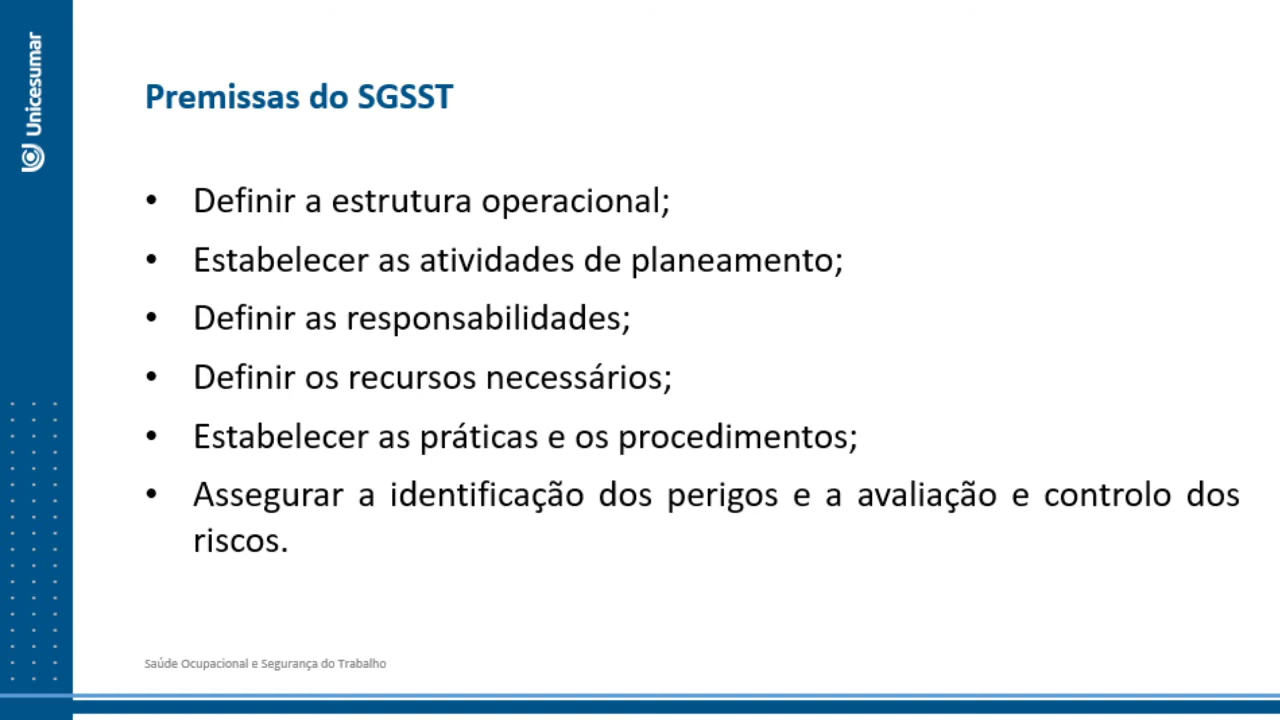 Unicesumar
Premissas do SGSST
• Definir a estrutura operacional;
• Estabelecer as atividades de planeamento;
• Definir as responsabilidades;
• Definir os recursos necessários;
• Estabelecer as práticas e os procedimentos;
• Assegurar a identificação dos perigos e a avaliação e controlo dos
riscos.
Saúde Ocupacional e Segurança do Trabalho